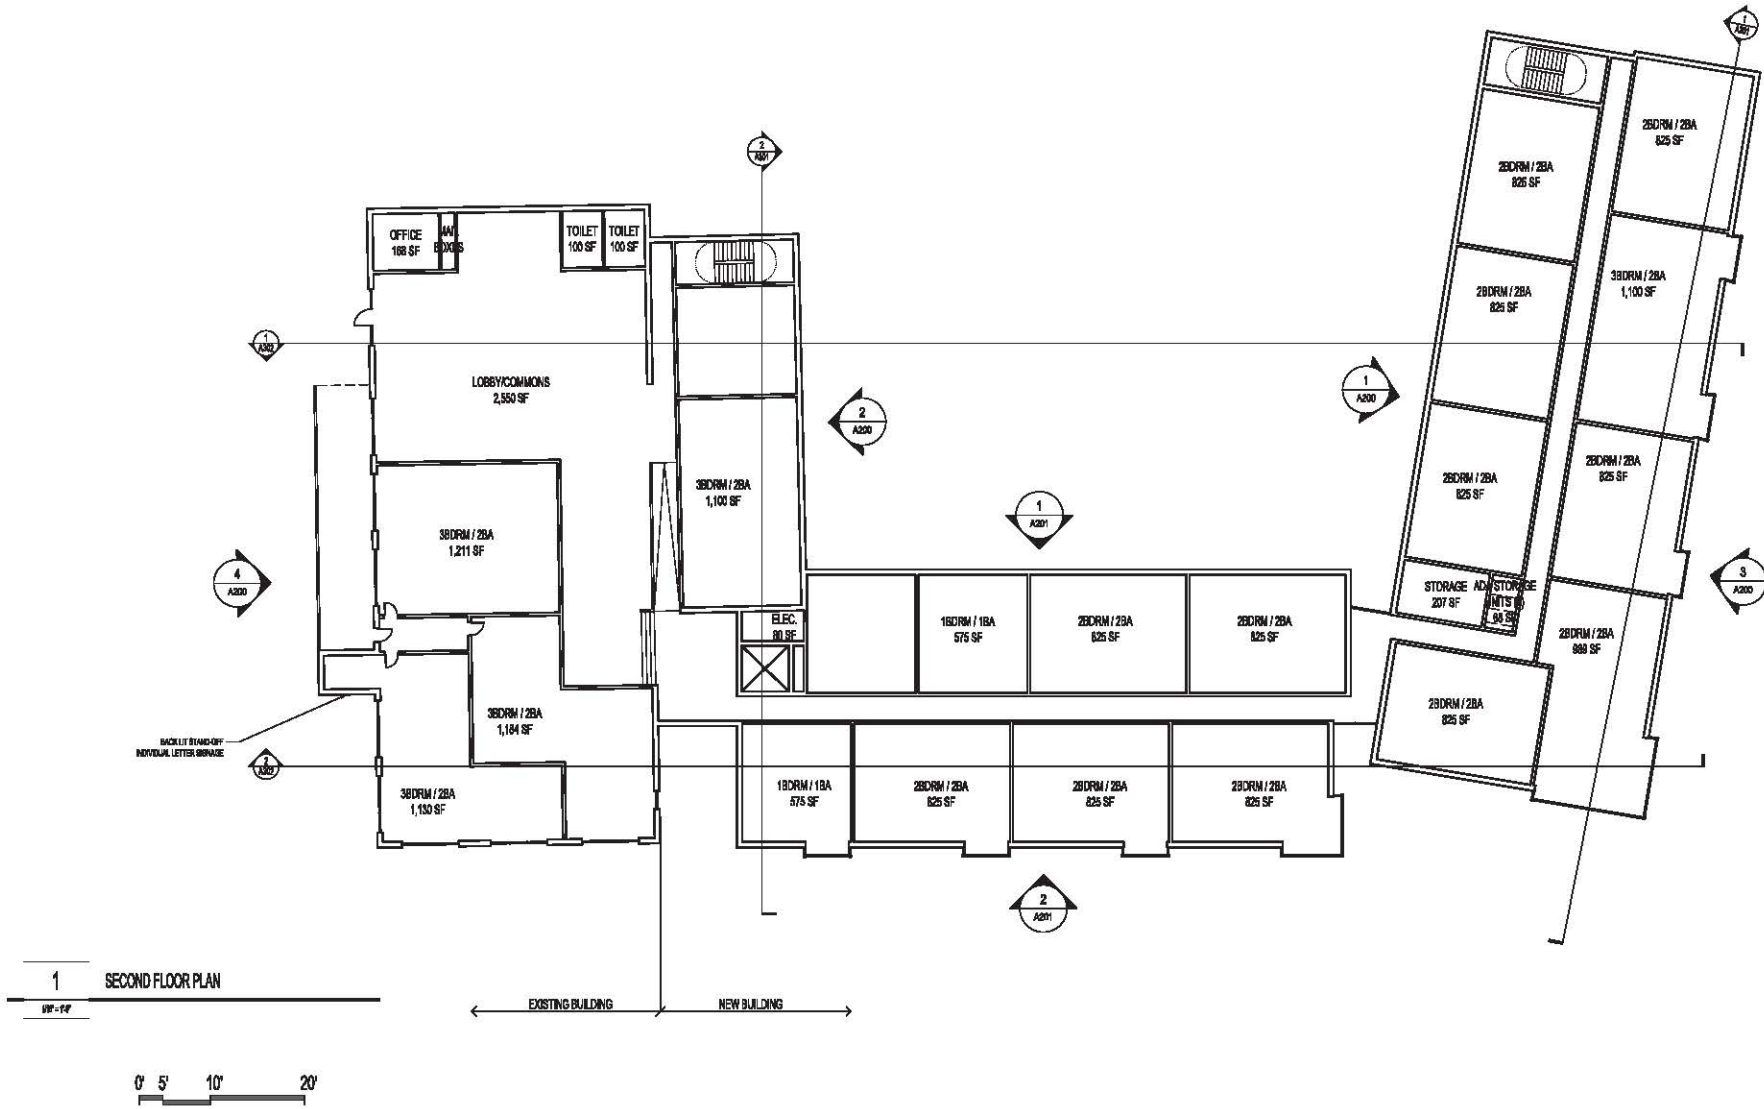 1
A301
2
A301
2BDRM / 2BA
825 SF
2BDRM / 2BA
825 SF
OFFICE
168 SF
TOILET
100 SF
TOILET
100 SF
3BDRM / 2BA
1,100 SF
2BDRM / 2BA
825 SF
1
A302
LOBBY/COMMONS
2,550 SF
1
A200
2
A200
2BDRM / 2BA
825 SF
2BDRM / 2BA
825 SF
3BDRM / 2BA
1,100 SF
1
A201
3BDRM / 2BA
1,211 SF
4
A200
3
A200
STORAGE
207 SF
STORAGE
68 SF
ELEC.
80 SF
1BDRM / 1BA
575 SF
2BDRM / 2BA
825 SF
2BDRM / 2BA
825 SF
2BDRM / 2BA
989 SF
2BDRM / 2BA
825 SF
3BDRM / 2BA
1,184 SF
BACK LIT STAND-OFF
INDIVIDUAL LETTER SIGNAGE
2
A302
3BDRM / 2BA
1,130 SF
1BDRM / 1BA
575 SF
2BDRM / 2BA
825 SF
2BDRM / 2BA
825 SF
2BDRM / 2BA
825 SF
2
A201
1
SECOND FLOOR PLAN
EXISTING BUILDING
NEW BUILDING
0' 5' 10' 20'